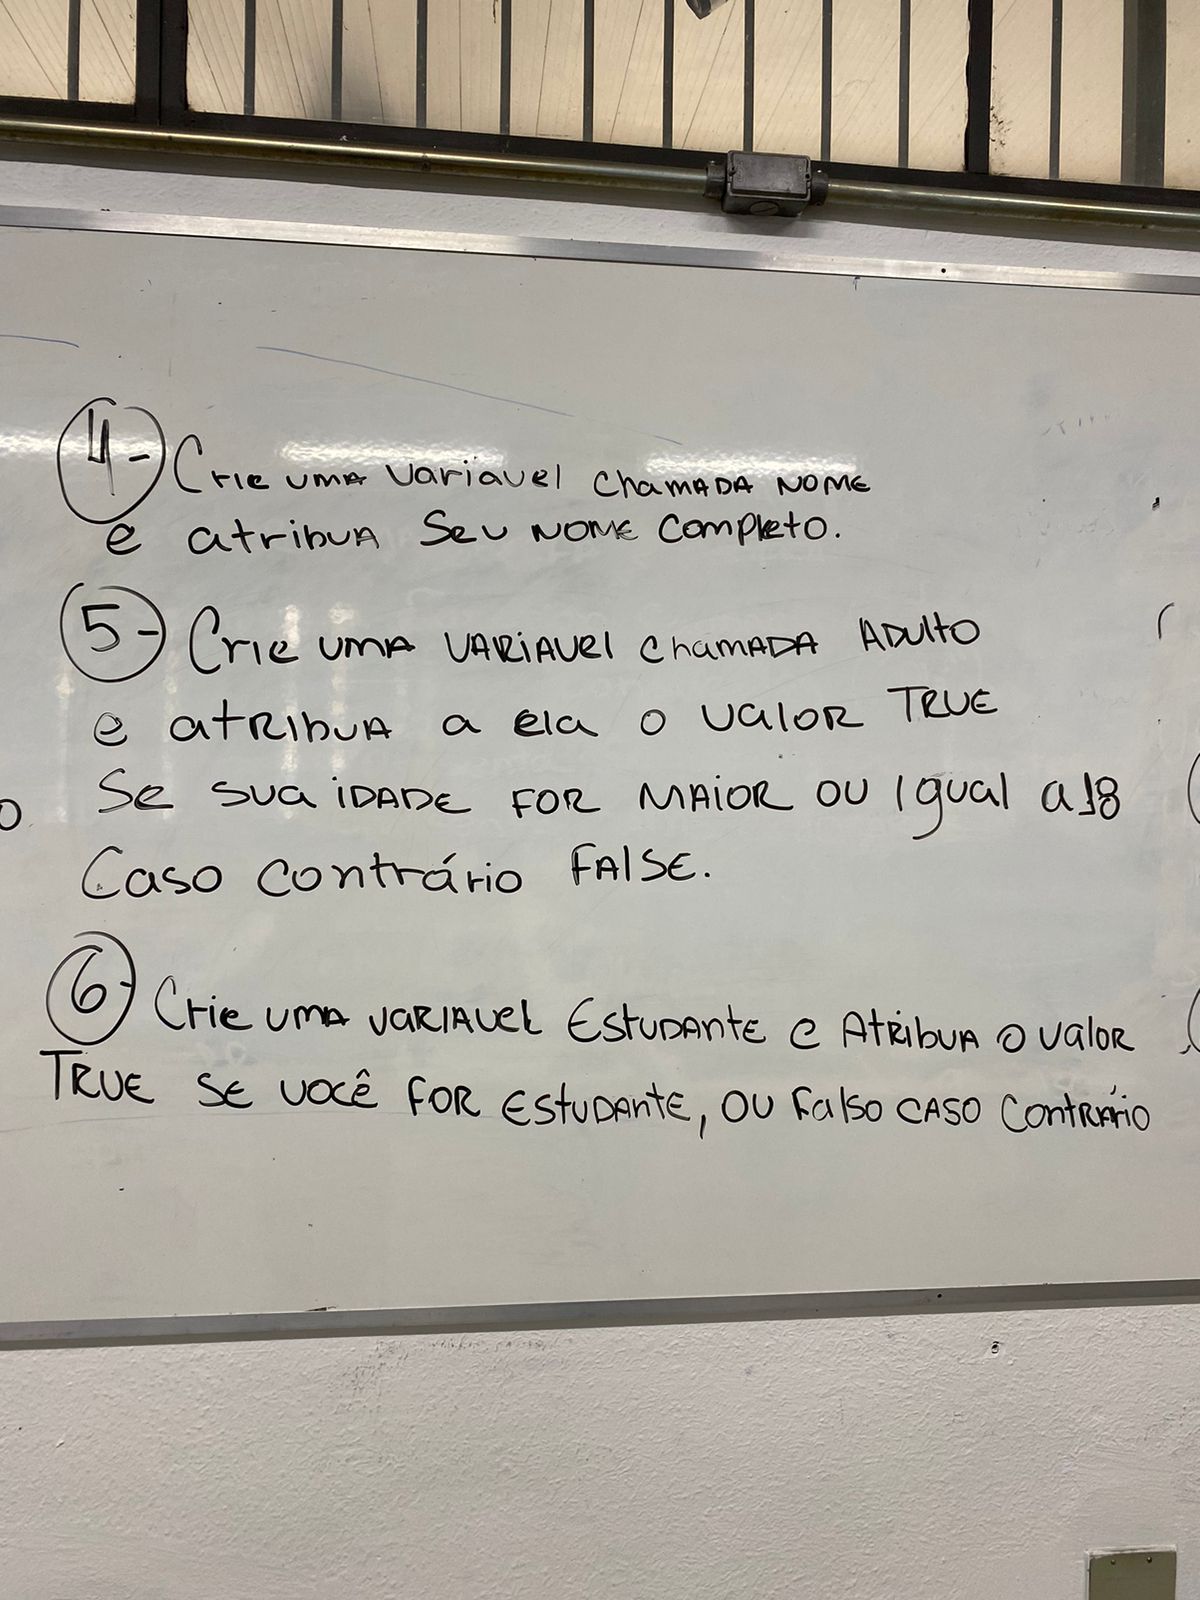 4- Crie uma variavel chamada nome
e atribua seu nome completo.
5- Crie uma variavel chamada adulto
e atribua a ela o valor TRUE
Se sua idade for maior ou igual a 18
Caso contrário FALSE.
6- Crie uma variavel Estudante e atribua o valor
TRUE se você for estudante, ou Falso caso contrário